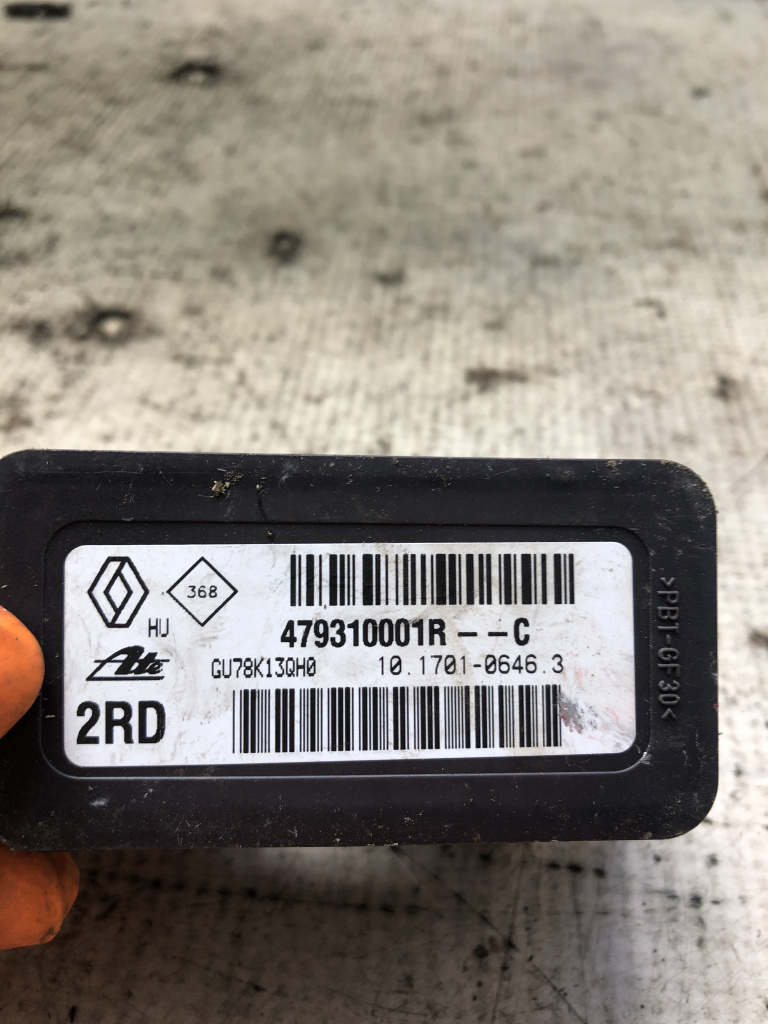 368
HU
479310001R -- C
Ate
GU78K13QH0 10.1701-0646.3
2RD
>PBT-GF30<